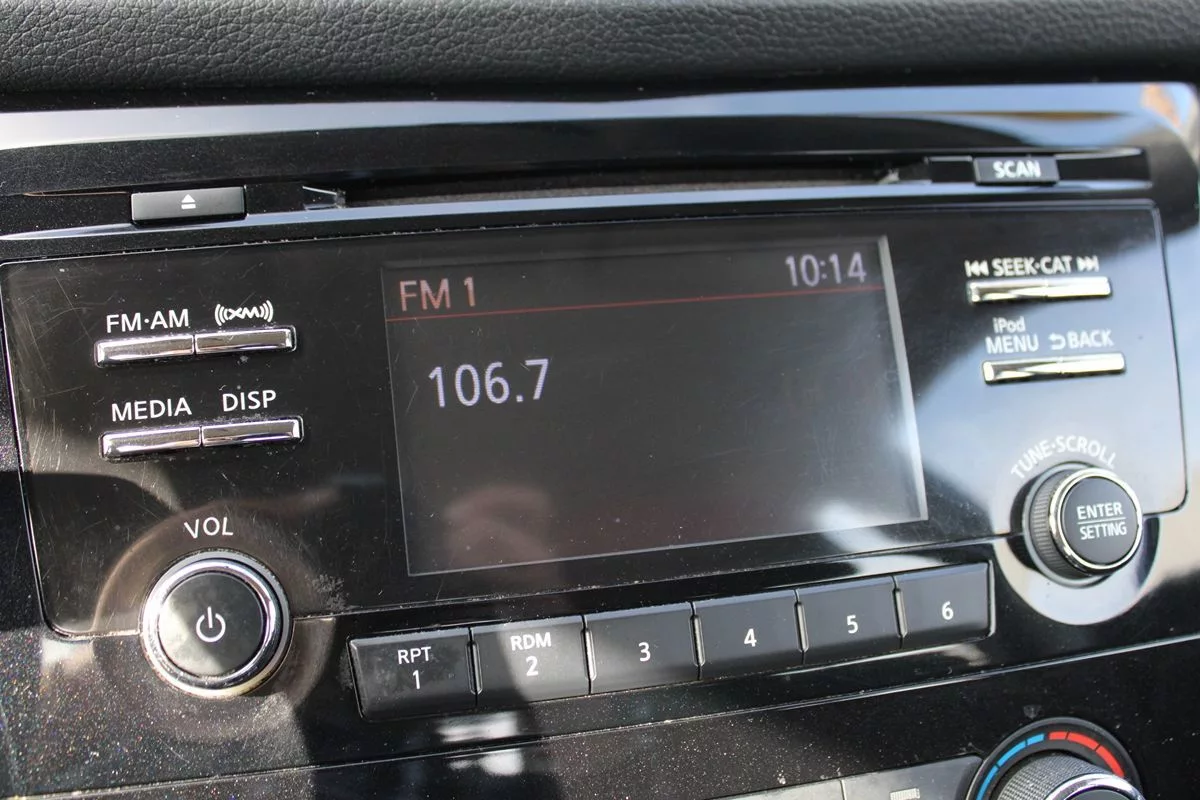 SCAN
FM 1 10:14
106.7
FM·AM XM
MEDIA DISP
VOL
SEEK·CAT
iPod
MENU BACK
TUNE·SCROLL
ENTER
SETTING
RPT
1
RDM
2
3
4
5
6